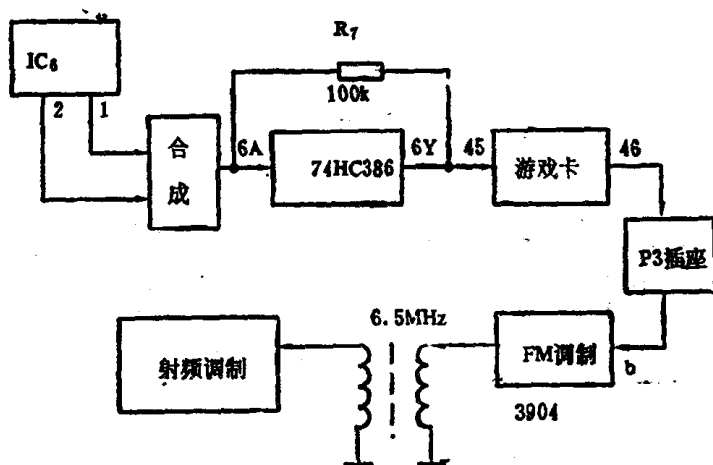 R₇
IC₆
100k
2
1
合
成
6A
74HC386
6Y
45
游戏卡
46
P3插座
6.5MHz
射频调制
FM调制
b
3904